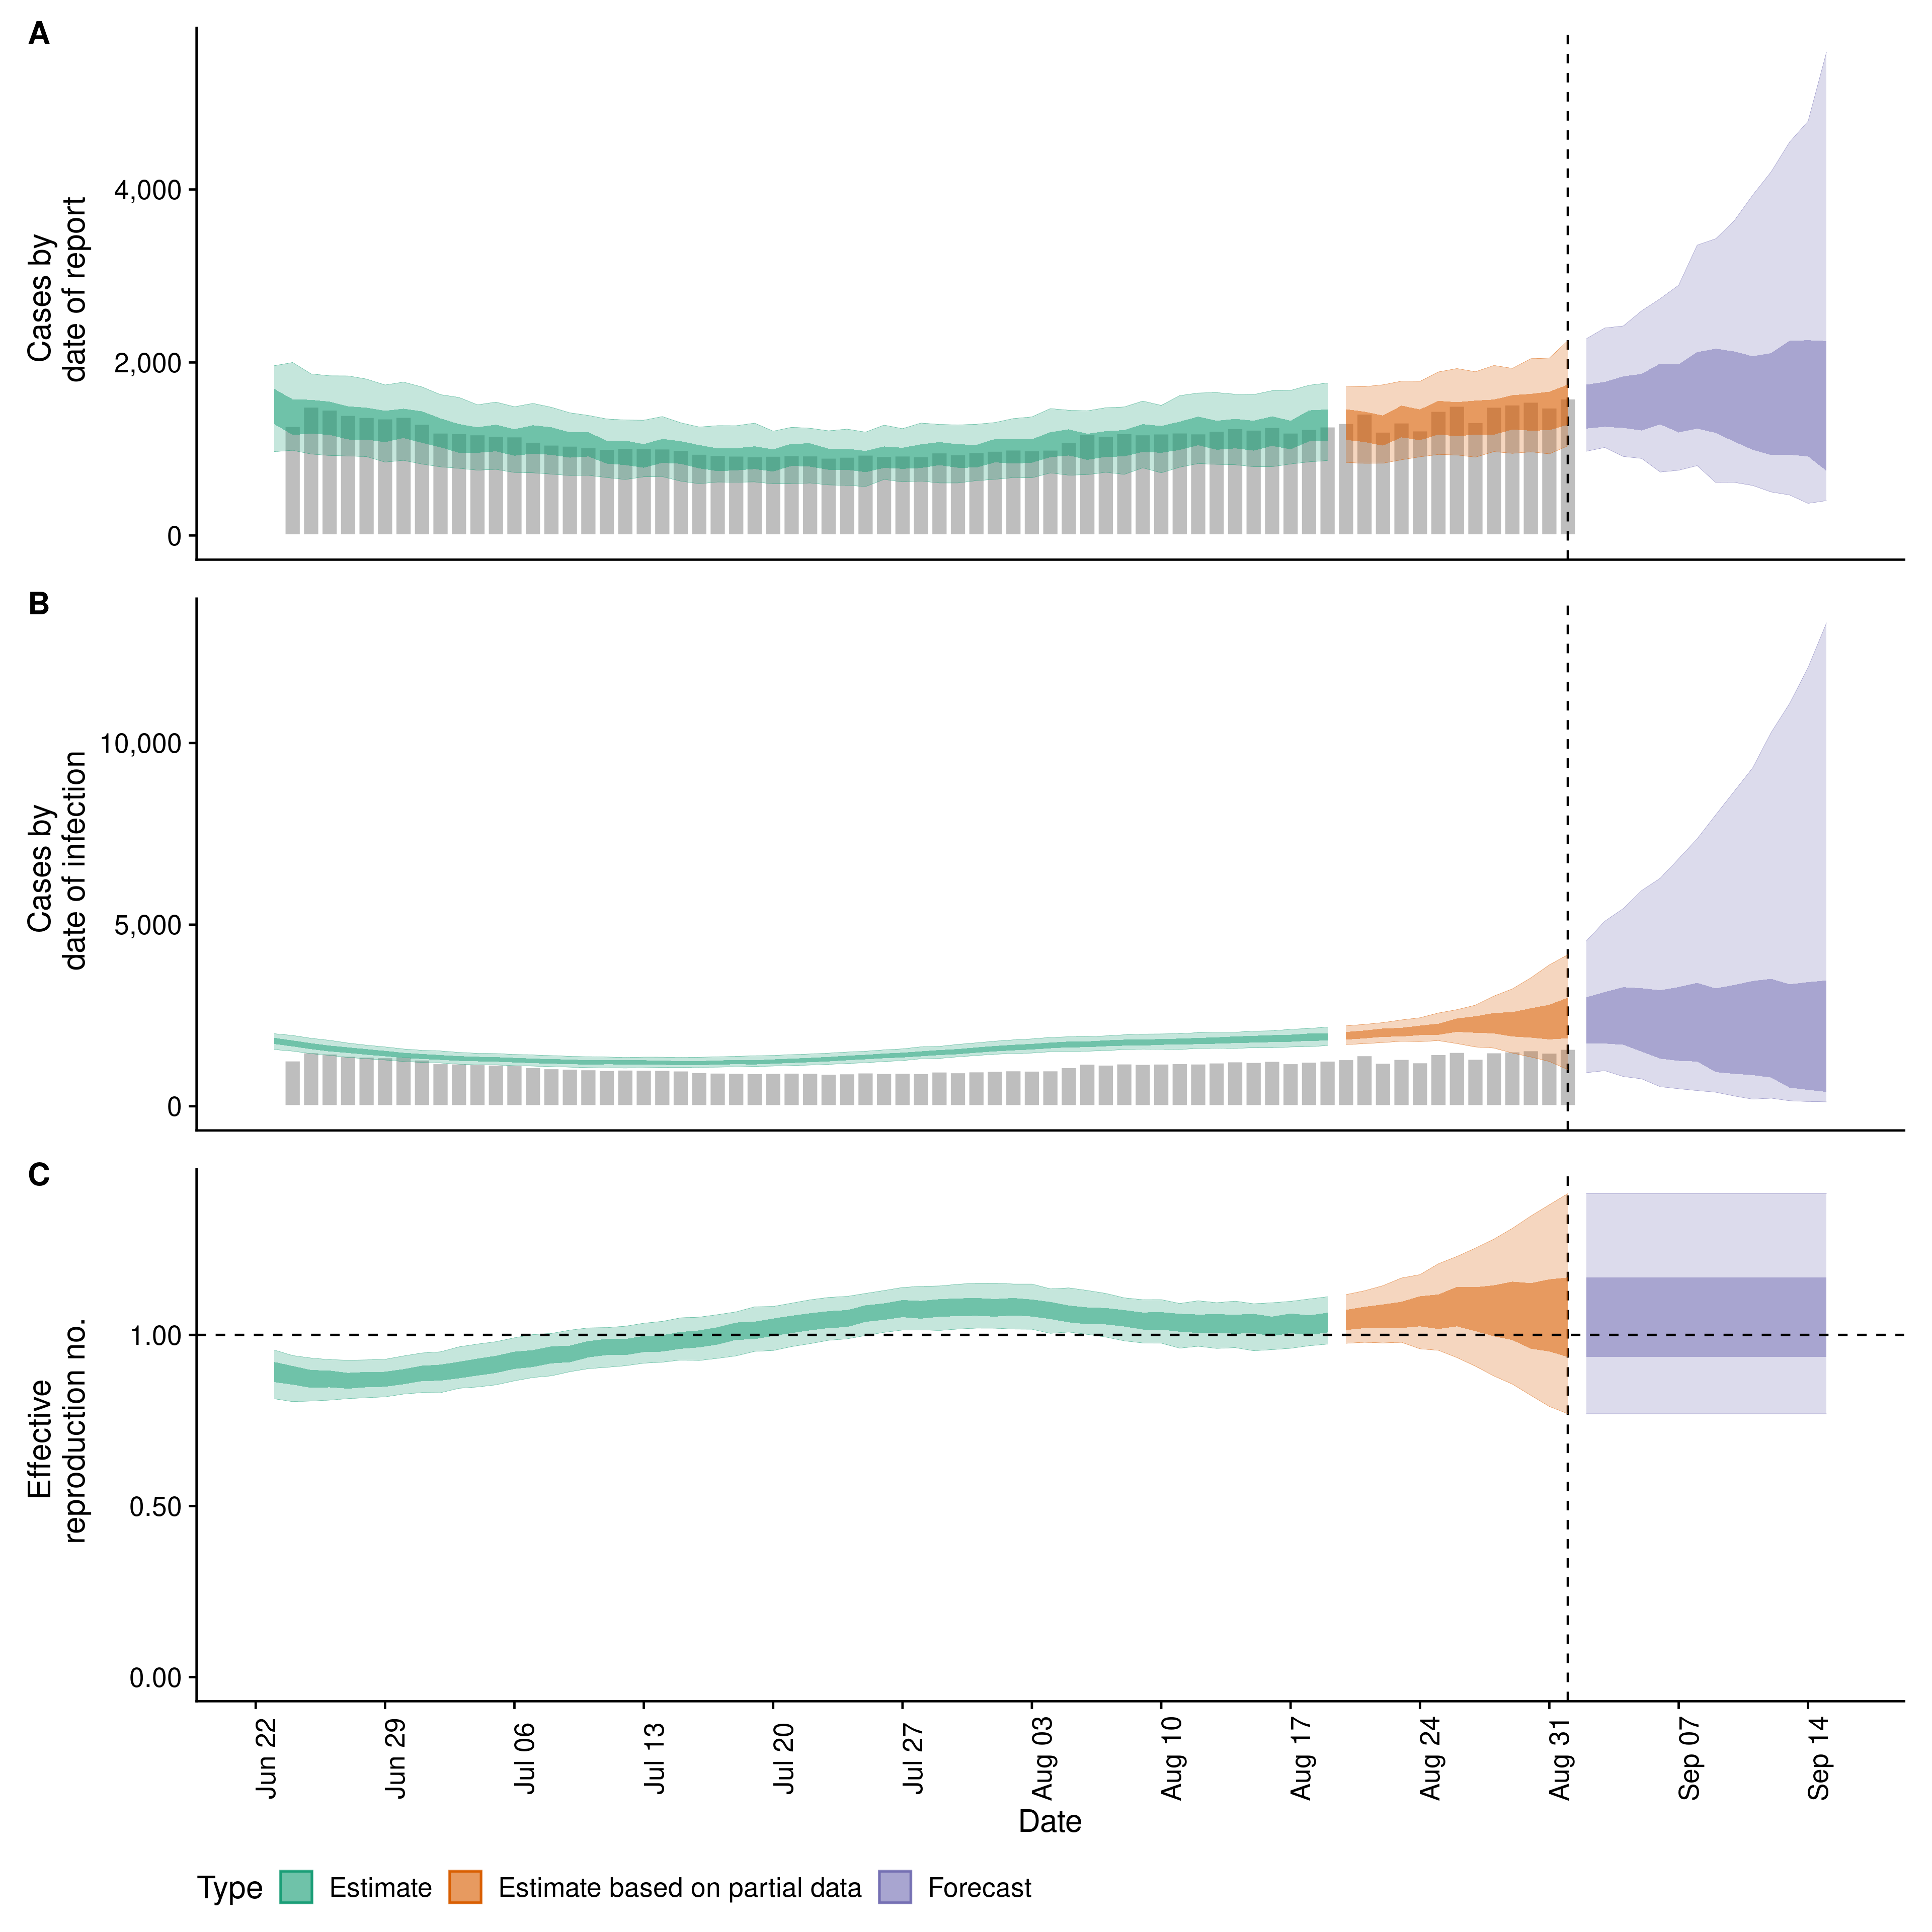 A
Cases by
date of report
4,000
2,000
0
B
Cases by
date of infection
10,000
5,000
0
C
Effective
reproduction no.
1.00
0.50
0.00
Jun 22
Jun 29
Jul 06
Jul 13
Jul 20
Jul 27
Aug 03
Aug 10
Aug 17
Aug 24
Aug 31
Sep 07
Sep 14
Date
Type Estimate Estimate based on partial data Forecast